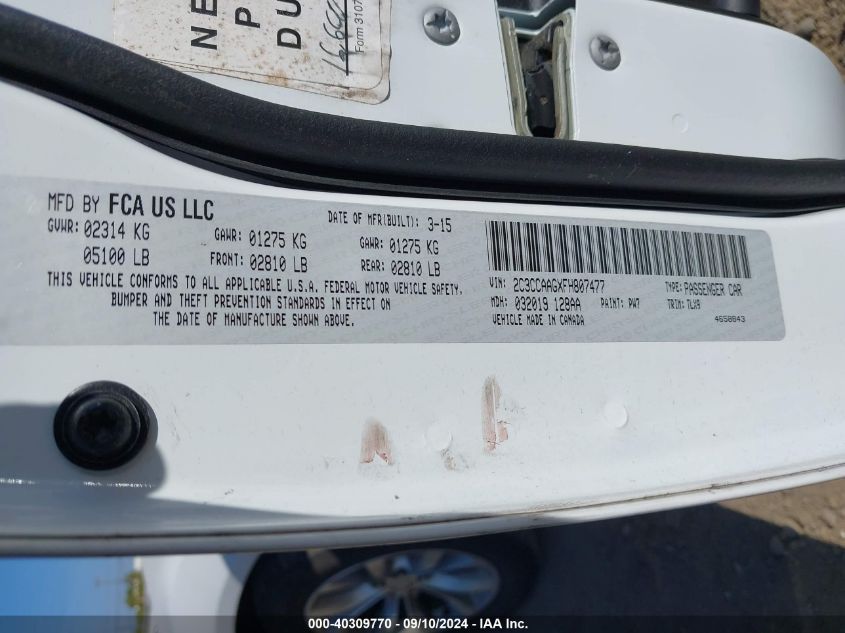 NE
P
DU
Form 3107
MFD BY FCA US LLC
DATE OF MFR(BUILT): 3-15
GVWR: 02314 KG GAWR: 01275 KG GAWR: 01275 KG
05100 LB FRONT: 02810 LB REAR: 02810 LB
THIS VEHICLE CONFORMS TO ALL APPLICABLE U.S.A. FEDERAL MOTOR VEHICLE SAFETY,
BUMPER AND THEFT PREVENTION STANDARDS IN EFFECT ON
THE DATE OF MANUFACTURE SHOWN ABOVE.
VIN: 2C3CCAAGXFH807477 TYPE: PASSENGER CAR
MDH: 032019 128AA PAINT: PW7 TRIM: TLX9
VEHICLE MADE IN CANADA 4658843
000-40309770 - 09/10/2024 - IAA Inc.